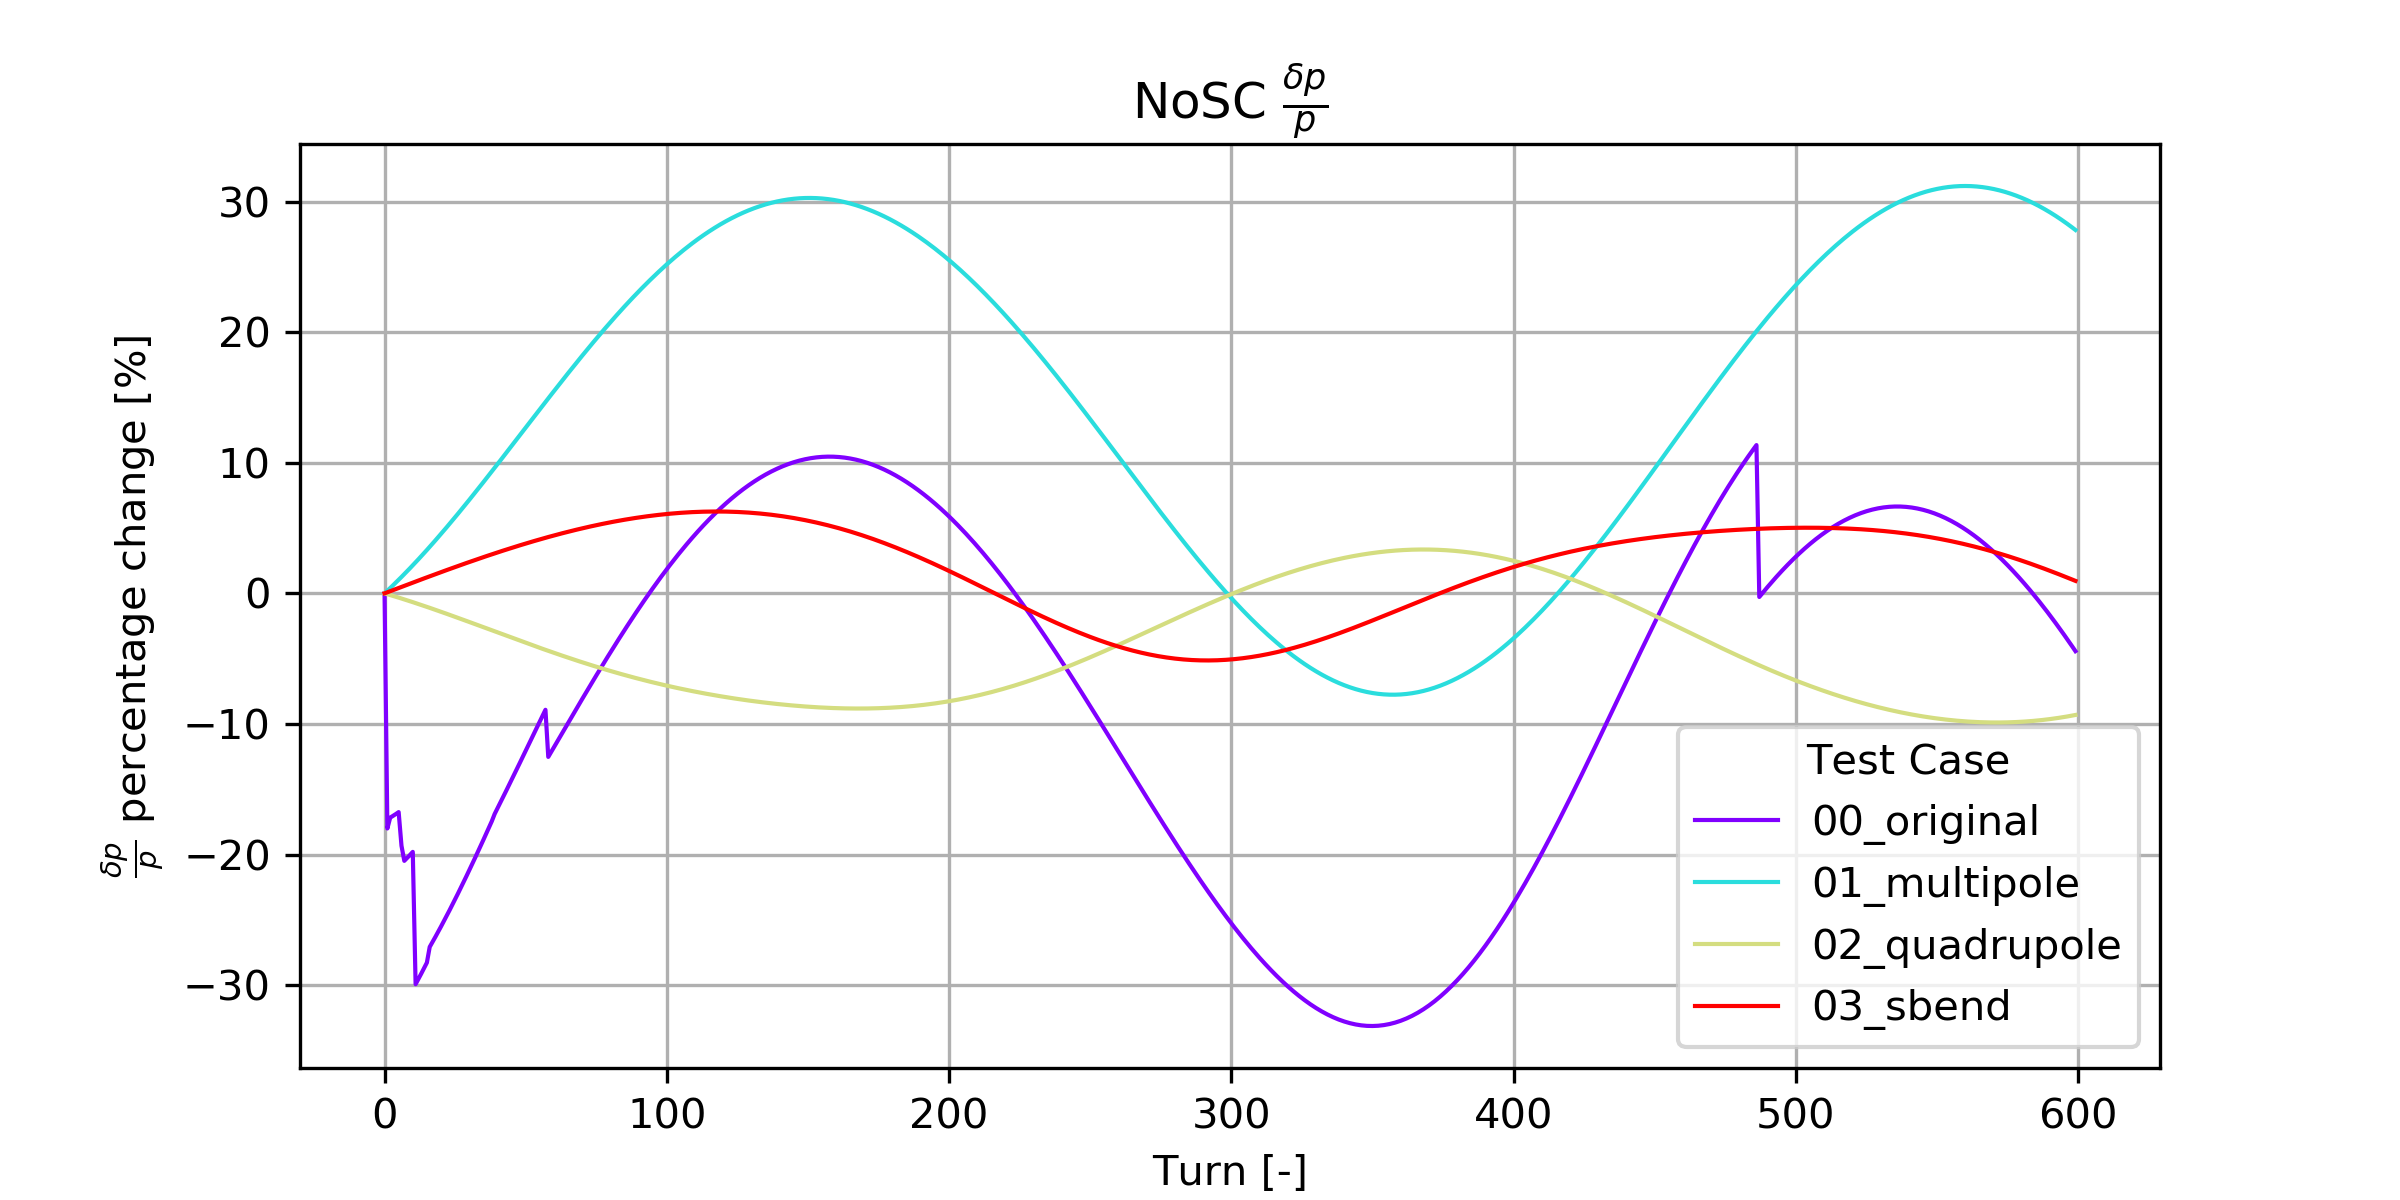 NoSC δp/p
δp/p percentage change [%]
30
20
10
0
−10
−20
−30
0 100 200 300 400 500 600
Turn [-]
Test Case
00_original
01_multipole
02_quadrupole
03_sbend